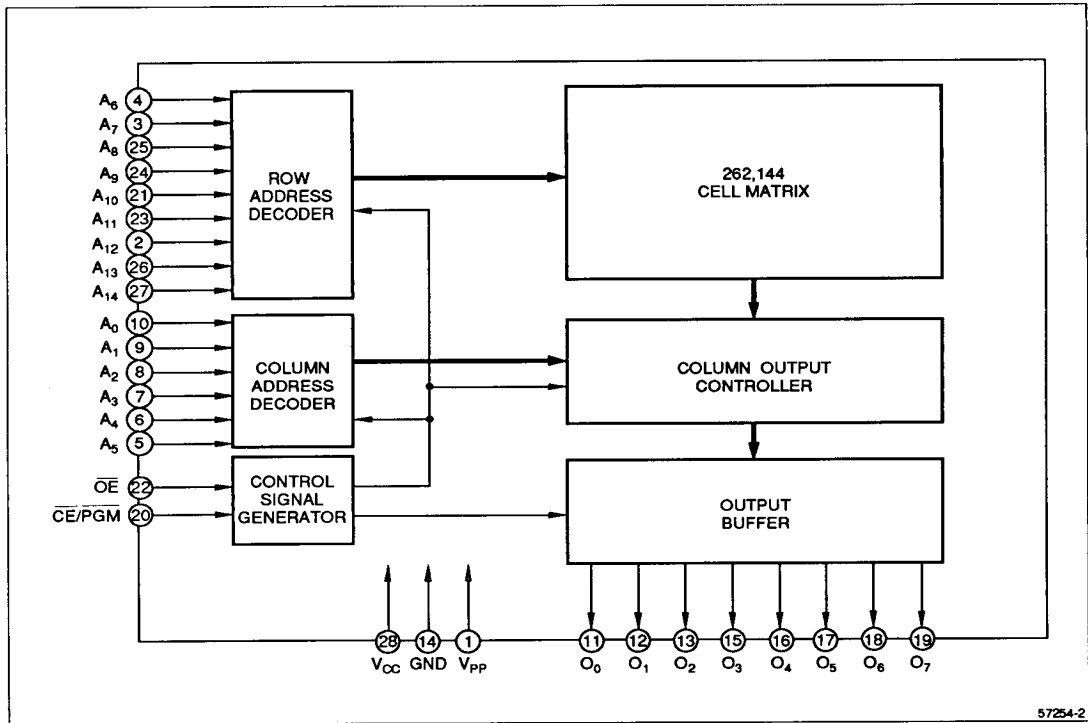 A6 4
A7 3
A8 25
A9 24
A10 21
A11 23
A12 2
A13 26
A14 27
ROW
ADDRESS
DECODER
262,144
CELL MATRIX
A0 10
A1 9
A2 8
A3 7
A4 6
A5 5
COLUMN
ADDRESS
DECODER
COLUMN OUTPUT
CONTROLLER
OE 22
CE/PGM 20
CONTROL
SIGNAL
GENERATOR
OUTPUT
BUFFER
28 14 1 11 12 13 15 16 17 18 19
VCC GND VPP O0 O1 O2 O3 O4 O5 O6 O7
57254-2